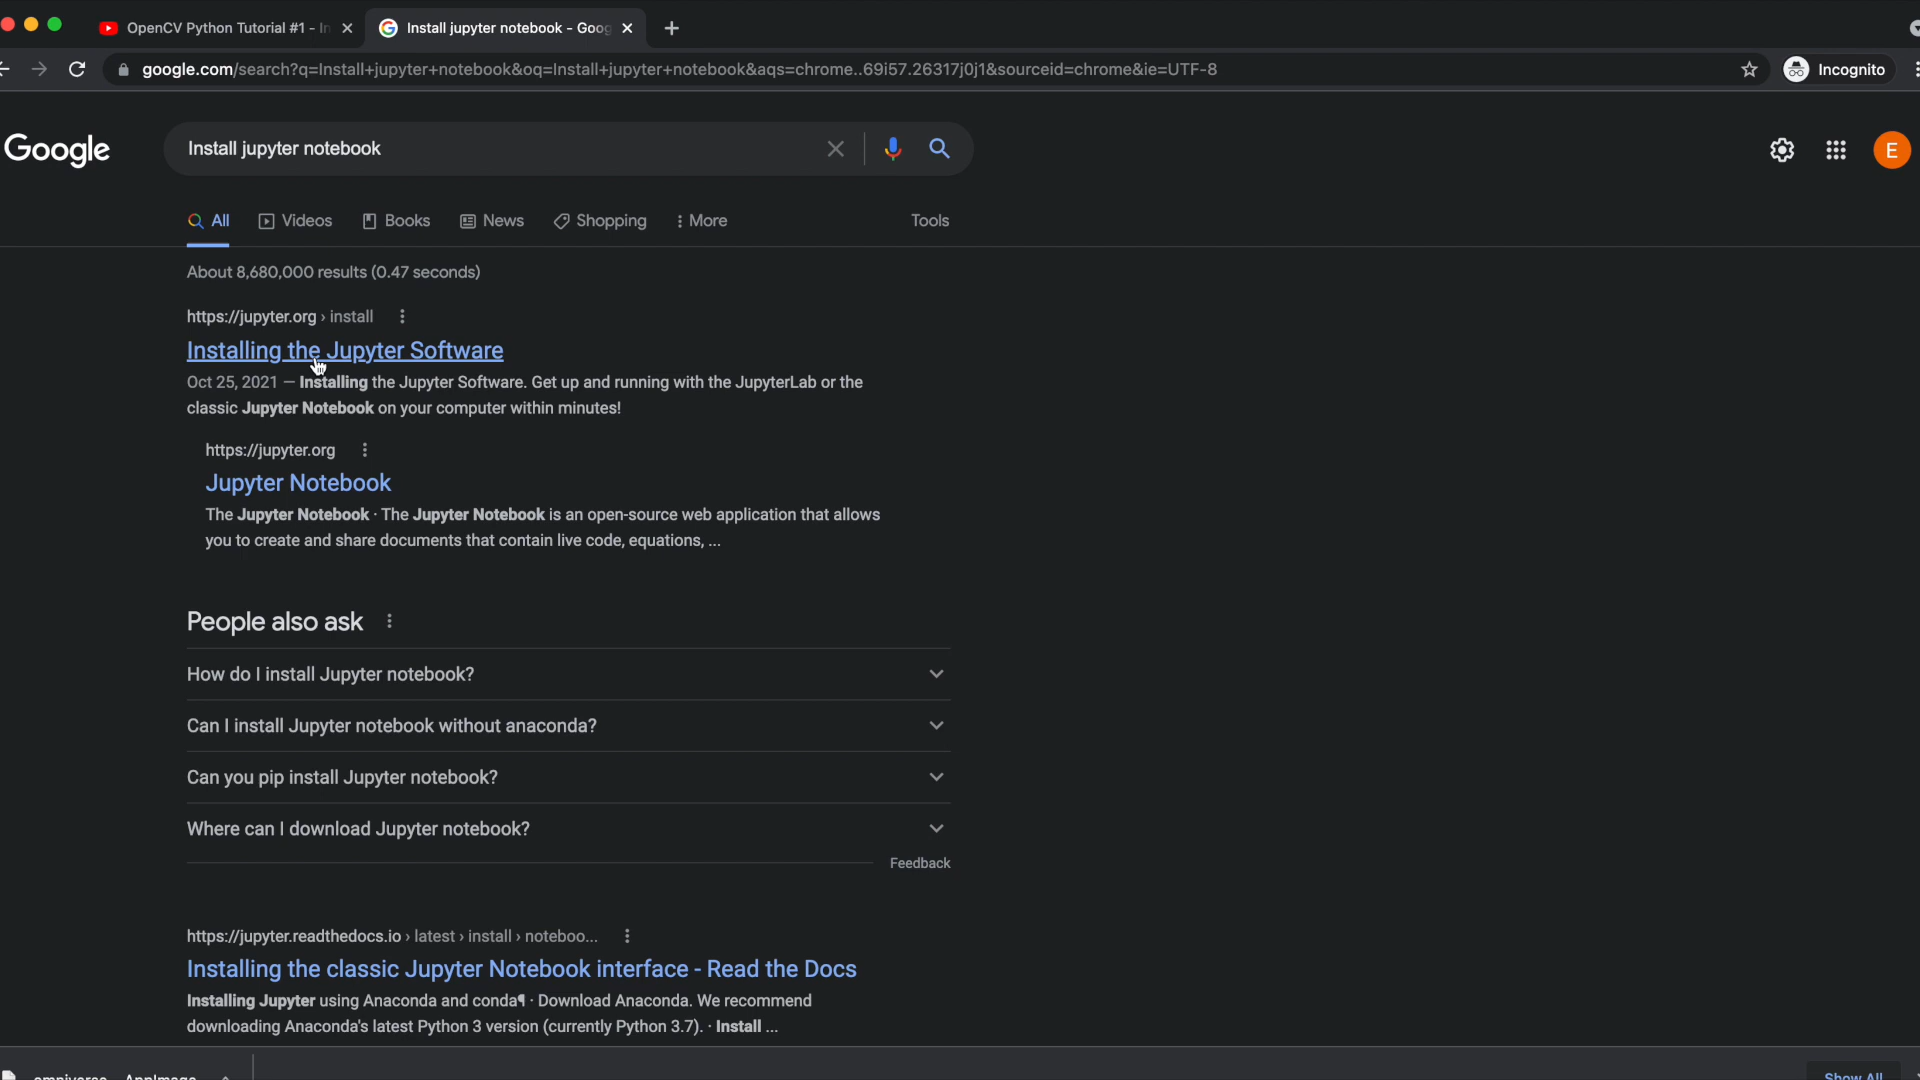 OpenCV Python Tutorial #1 - In
Install jupyter notebook - Goog
google.com/search?q=Install+jupyter+notebook&oq=Install+jupyter+notebook&aqs=chrome..69i57.26317j0j1&sourceid=chrome&ie=UTF-8
Incognito
Google
Install jupyter notebook
E
All
Videos
Books
News
Shopping
More
Tools
About 8,680,000 results (0.47 seconds)
https://jupyter.org › install
Installing the Jupyter Software
Oct 25, 2021 — Installing the Jupyter Software. Get up and running with the JupyterLab or the
classic Jupyter Notebook on your computer within minutes!
https://jupyter.org
Jupyter Notebook
The Jupyter Notebook · The Jupyter Notebook is an open-source web application that allows
you to create and share documents that contain live code, equations, ...
People also ask
How do I install Jupyter notebook?
Can I install Jupyter notebook without anaconda?
Can you pip install Jupyter notebook?
Where can I download Jupyter notebook?
Feedback
https://jupyter.readthedocs.io › latest › install › noteboo...
Installing the classic Jupyter Notebook interface - Read the Docs
Installing Jupyter using Anaconda and conda¶ · Download Anaconda. We recommend
downloading Anaconda's latest Python 3 version (currently Python 3.7). · Install ...
omniverse....AppImage
Show All